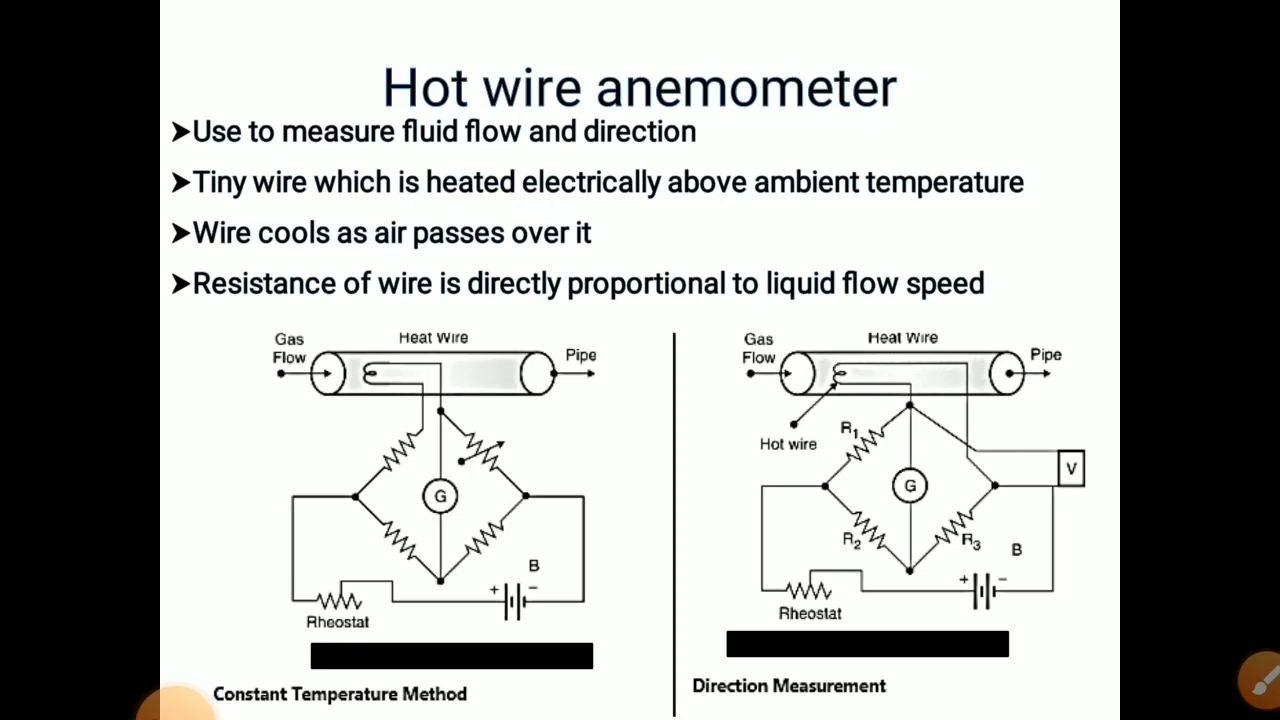 Hot wire anemometer
➤Use to measure fluid flow and direction
➤Tiny wire which is heated electrically above ambient temperature
➤Wire cools as air passes over it
➤Resistance of wire is directly proportional to liquid flow speed
Gas
Flow
Heat Wire
Pipe
G
B
+
−
Rheostat
Constant Temperature Method
Gas
Flow
Heat Wire
Pipe
Hot wire
R1
V
G
R2
R3
B
+
−
Rheostat
Direction Measurement